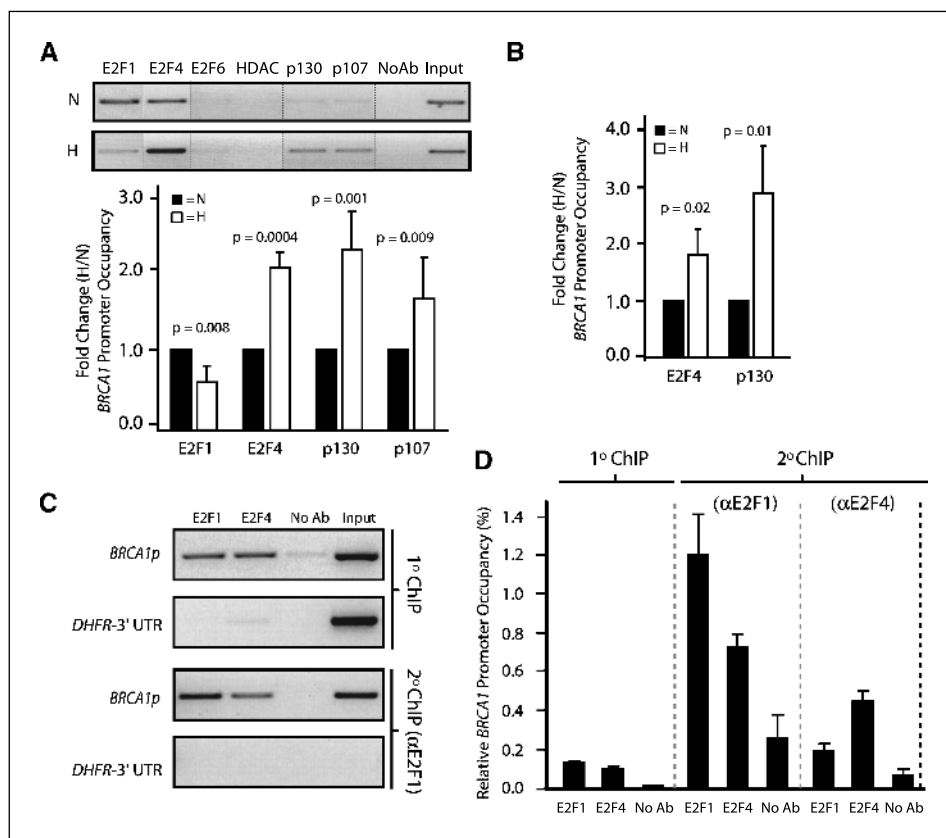 A
E2F1 E2F4 E2F6 HDAC p130 p107 NoAb Input
N
H
Fold Change (H/N)
BRCA1 Promoter Occupancy
3.0
2.0
1.0
0.0
= N
= H
p = 0.008
p = 0.0004
p = 0.001
p = 0.009
E2F1 E2F4 p130 p107
B
Fold Change (H/N)
BRCA1 Promoter Occupancy
4.0
3.0
2.0
1.0
0.0
= N
= H
p = 0.02
p = 0.01
E2F4 p130
C
E2F1 E2F4 No Ab Input
BRCA1p
DHFR-3' UTR
1º ChIP
BRCA1p
DHFR-3' UTR
2º ChIP (αE2F1)
D
1º ChIP 2º ChIP
(αE2F1) (αE2F4)
Relative BRCA1 Promoter Occupancy (%)
1.4
1.2
1.0
0.8
0.6
0.4
0.2
0.0
E2F1 E2F4 No Ab E2F1 E2F4 No Ab E2F1 E2F4 No Ab